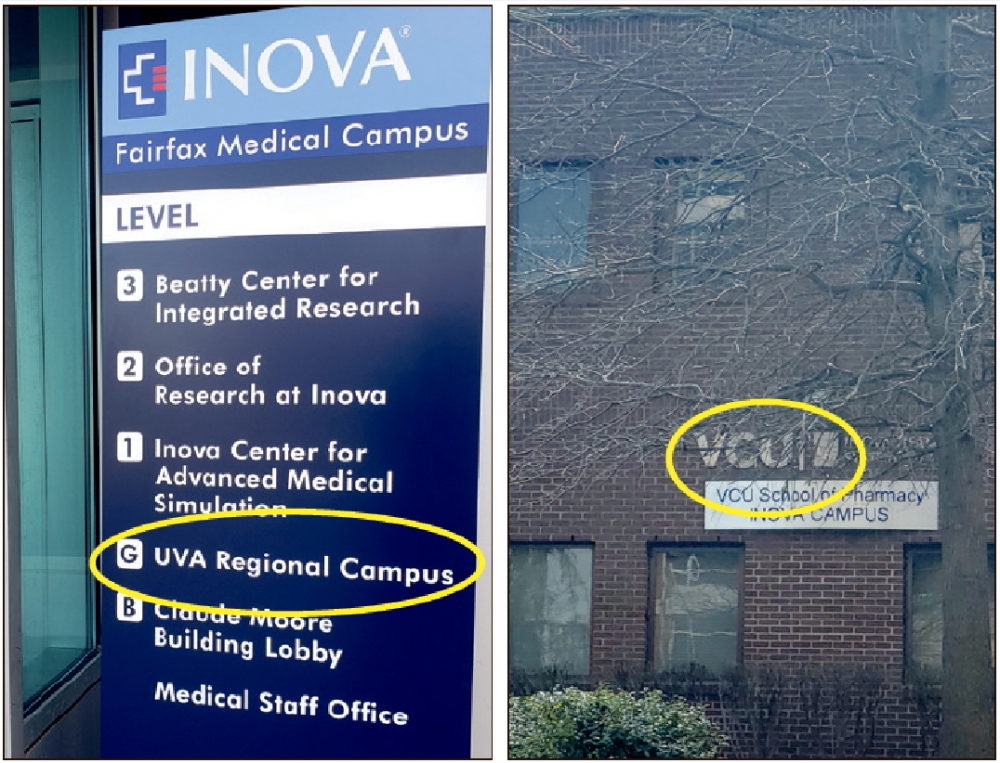 INOVA®
Fairfax Medical Campus
LEVEL
3 Beatty Center for
Integrated Research
2 Office of
Research at Inova
1 Inova Center for
Advanced Medical
Simulation
G UVA Regional Campus
B Claude Moore
Building Lobby
Medical Staff Office
VCU
VCU School of Pharmacy
INOVA CAMPUS